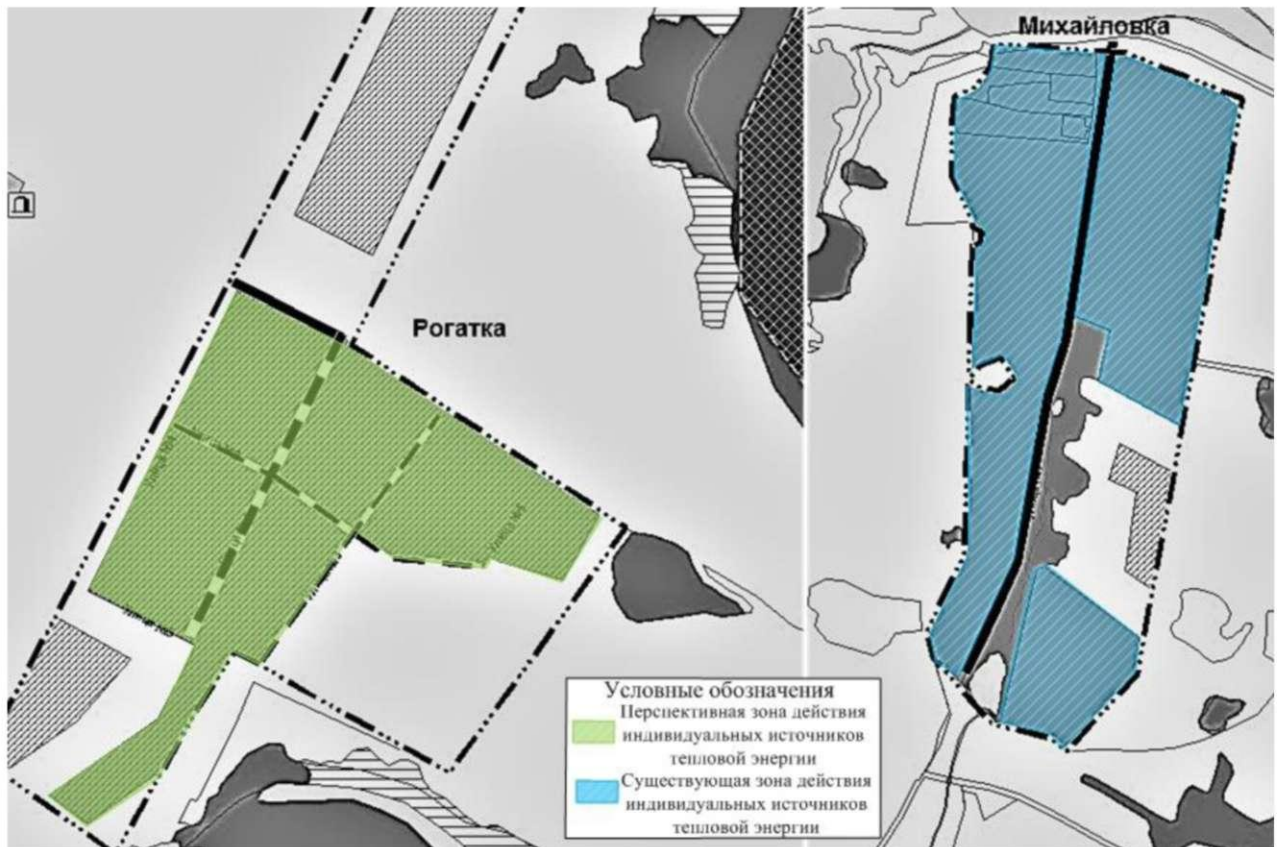 Михайловка
Рогатка
Условные обозначения
Перспективная зона действия
индивидуальных источников
тепловой энергии
Существующая зона действия
индивидуальных источников
тепловой энергии